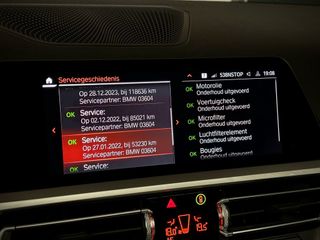 Servicegeschiedenis
538NSTOP 19:08
Op 28.12.2023, bij 118636 km
Servicepartner: BMW 03604
OK Service:
Op 02.12.2022, bij 85021 km
Servicepartner: BMW 03604
OK Service:
Op 27.01.2022, bij 53230 km
Servicepartner: BMW 03604
OK Service:
Motorolie
OK Onderhoud uitgevoerd
Voertuigcheck
OK Onderhoud uitgevoerd
Microfilter
OK Onderhoud uitgevoerd
Luchtfilterelement
OK Onderhoud uitgevoerd
Bougies
OK Onderhoud uitgevoerd